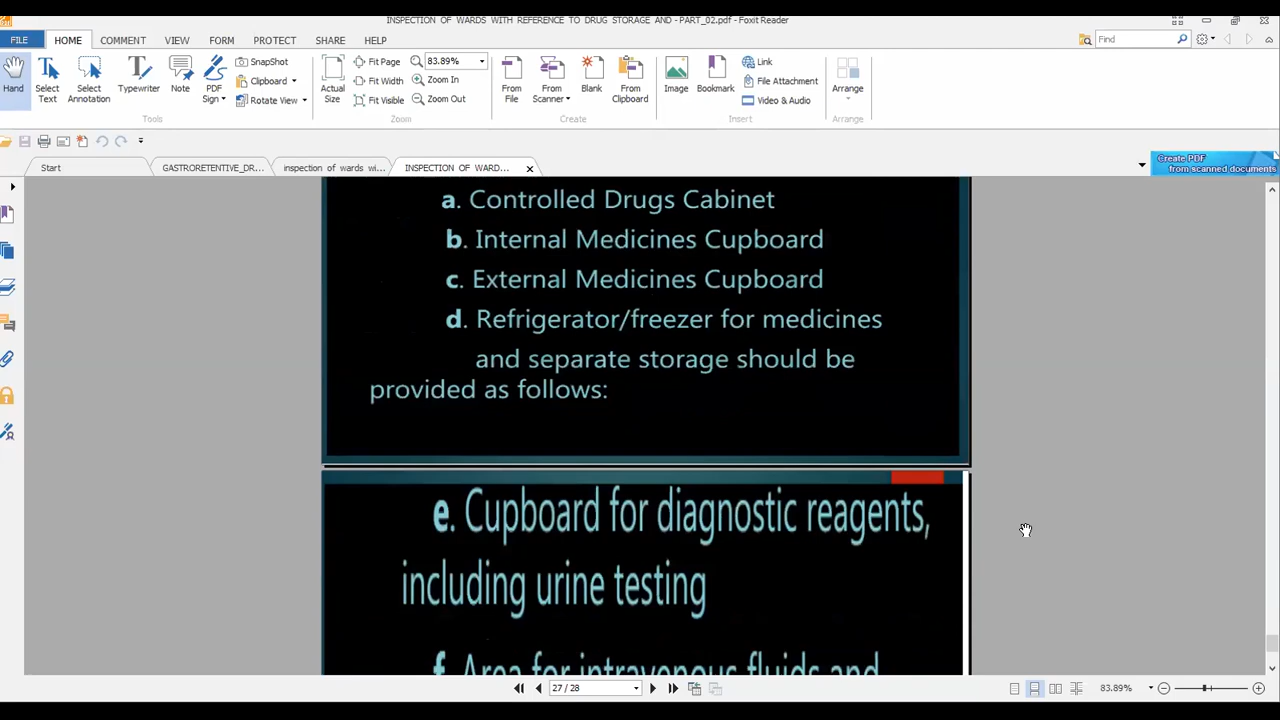 INSPECTION OF WARDS WITH REFERENCE TO DRUG STORAGE AND - PART_02.pdf - Foxit Reader
FILE HOME COMMENT VIEW FORM PROTECT SHARE HELP
Find
Hand
Select Text
Select Annotation
Typewriter
Note
PDF Sign
SnapShot
Clipboard
Rotate View
Tools
Actual Size
Fit Page
Fit Width
Fit Visible
83.89%
Zoom In
Zoom Out
Zoom
From File
From Scanner
Blank
From Clipboard
Create
Image
Bookmark
Link
File Attachment
Video & Audio
Insert
Arrange
Arrange
Start
GASTRORETENTIVE_DR...
inspection of wards wi...
INSPECTION OF WARD...
Create PDF
from scanned documents
a. Controlled Drugs Cabinet
b. Internal Medicines Cupboard
c. External Medicines Cupboard
d. Refrigerator/freezer for medicines
and separate storage should be
provided as follows:
e. Cupboard for diagnostic reagents,
including urine testing
f. Area for intravenous fluids and
27 / 28
83.89%